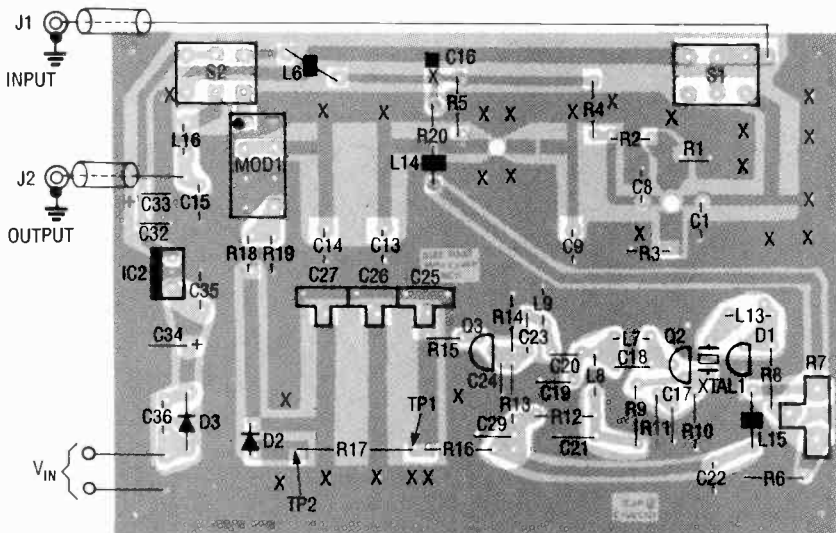 J1
INPUT
S2
L6
C16
S1
R5
R4
R20
R2
R1
L16
MOD1
L14
J2
OUTPUT
C33
C15
C32
C8
C1
R18
R19
C14
C13
C9
R3
IC2
C35
C27
C26
C25
C34
+
+
R15
Q3
R14
C23
L9
C20
L7
C18
Q2
L13
D1
R7
C24
C19
L8
XTAL1
R8
R13
R12
R9
R11
C17
R10
L15
C36
D3
D2
TP1
R17
R16
C29
C21
C22
R6
TP2
VIN
X X X X X X X X X X X X X X X X X X X X X X X